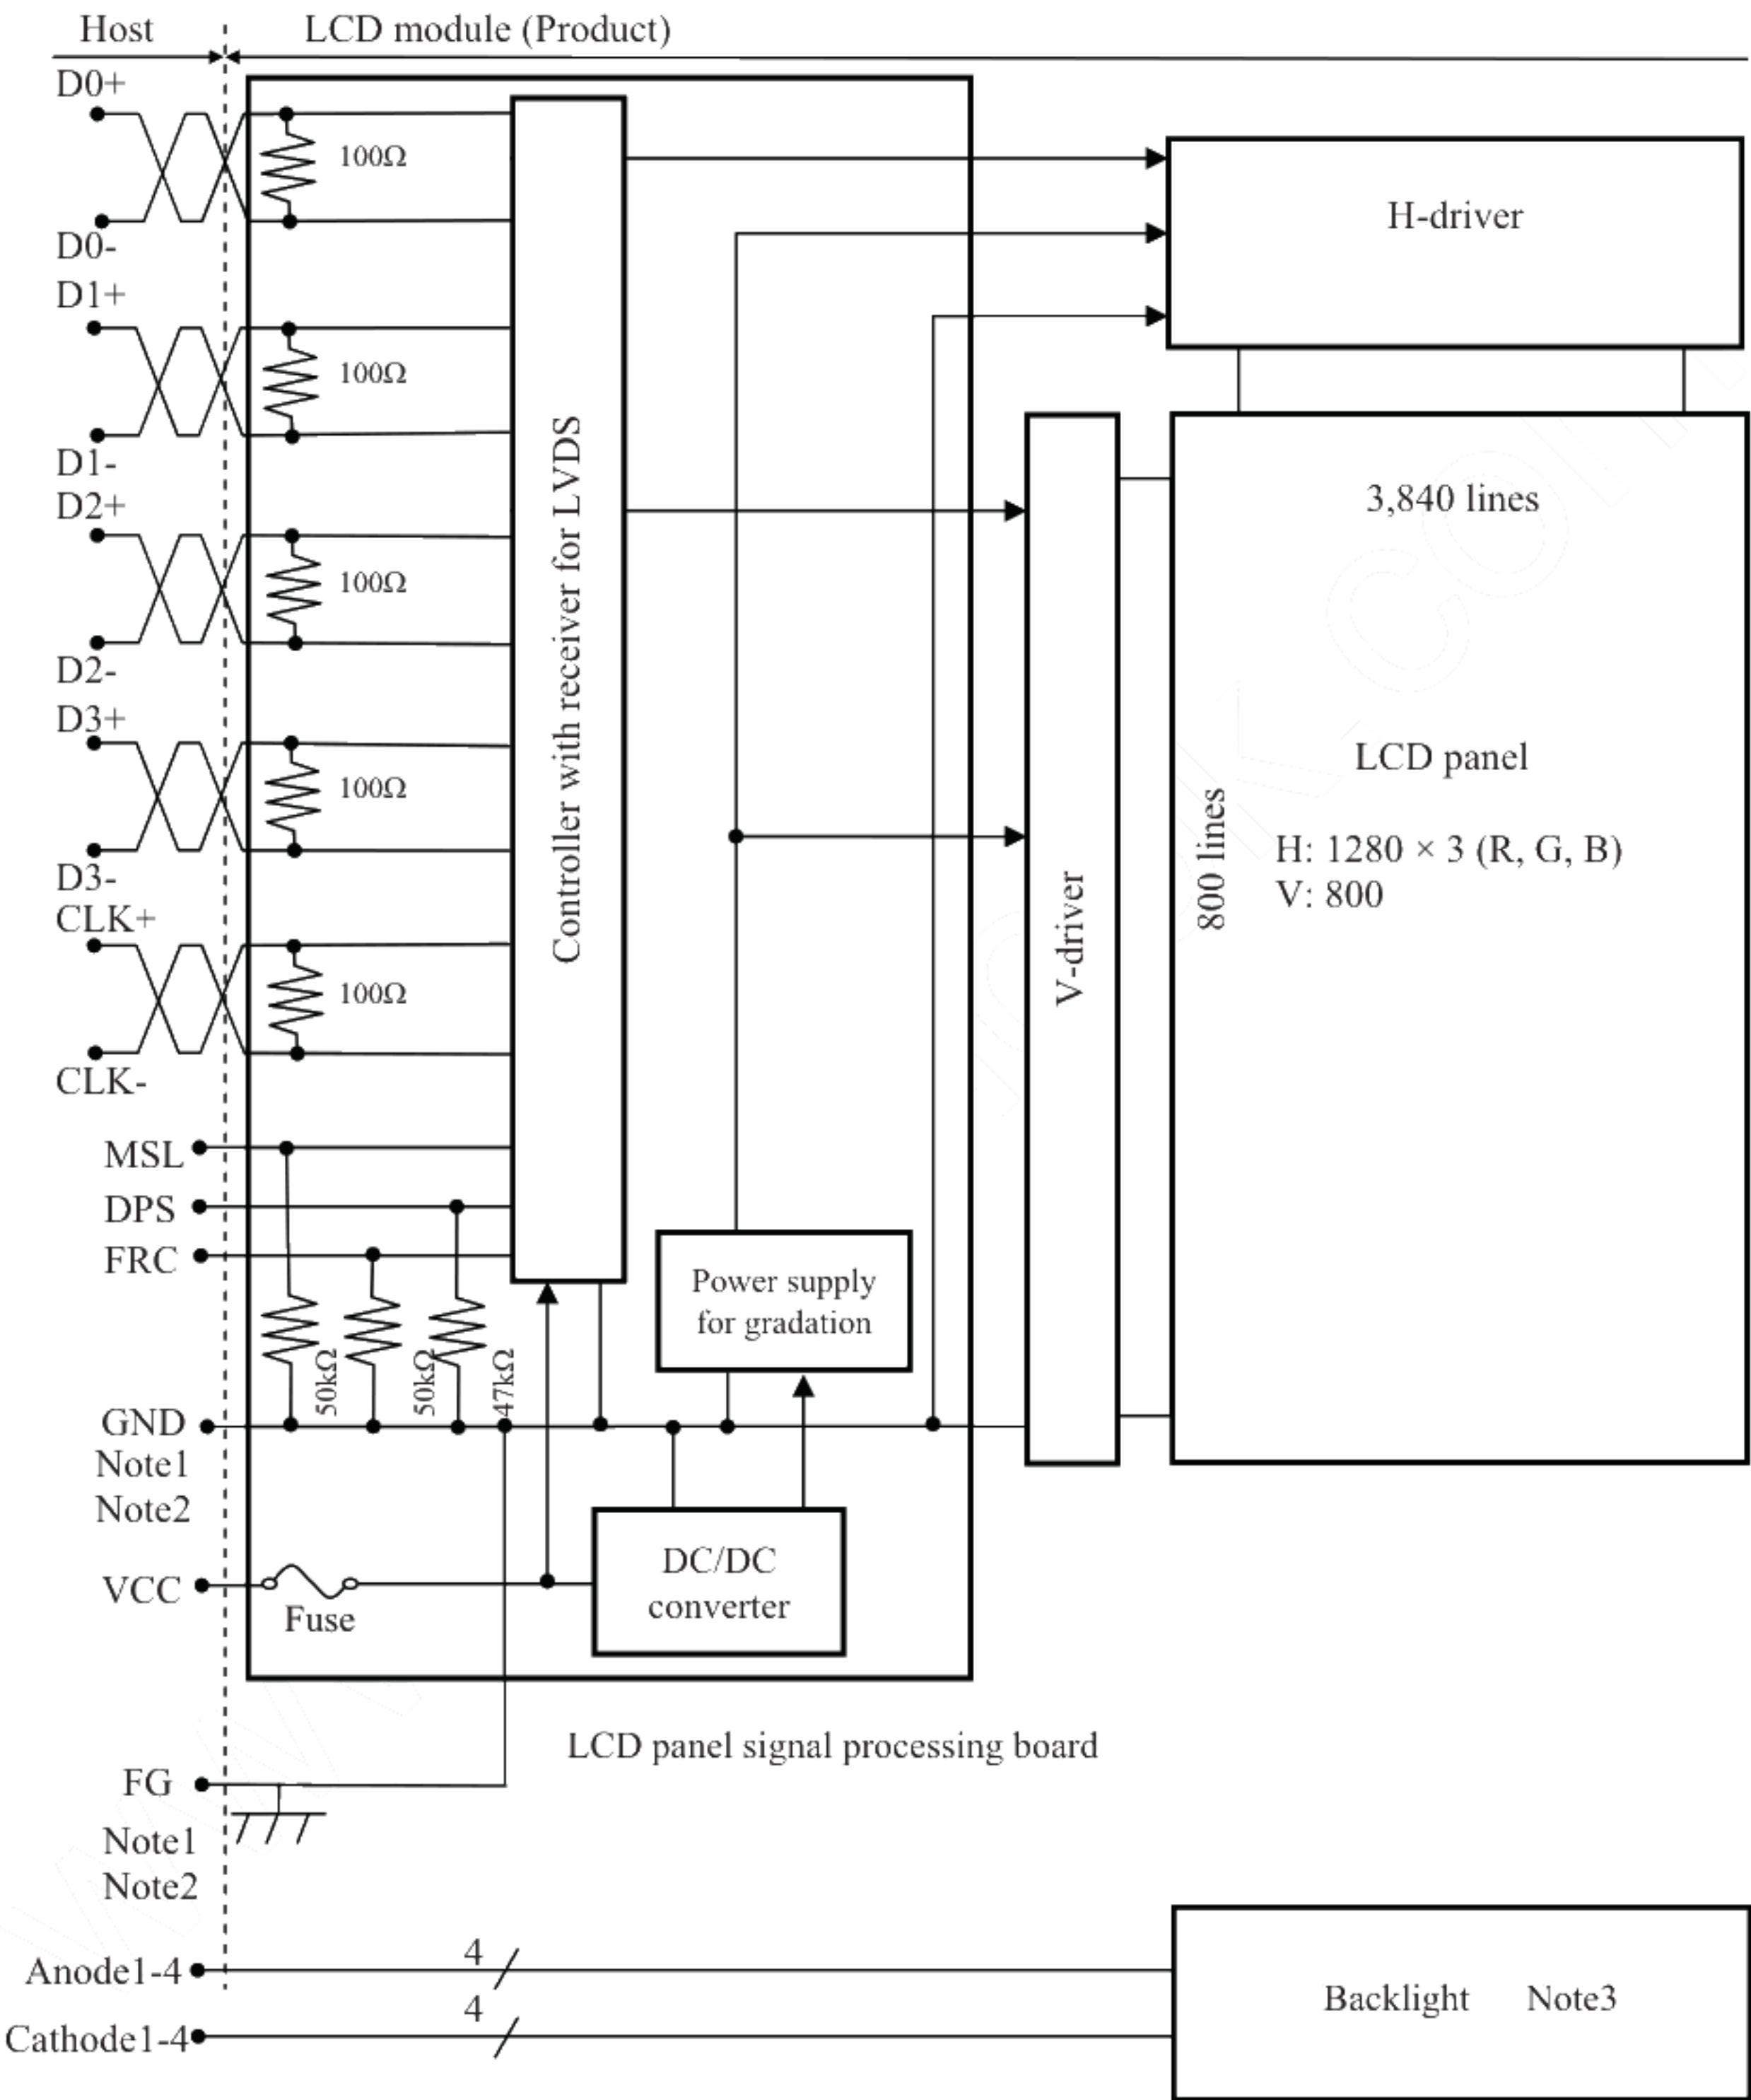 Host
LCD module (Product)
D0+
100Ω
D0-
H-driver
D1+
100Ω
D1-
D2+
100Ω
D2-
D3+
100Ω
D3-
CLK+
100Ω
CLK-
Controller with receiver for LVDS
V-driver
3,840 lines
800 lines
LCD panel
H: 1280 × 3 (R, G, B)
V: 800
MSL
DPS
FRC
50kΩ
50kΩ
47kΩ
Power supply
for gradation
GND
Note1
Note2
VCC
Fuse
DC/DC
converter
LCD panel signal processing board
FG
Note1
Note2
Anode1-4
4
Cathode1-4
4
Backlight Note3